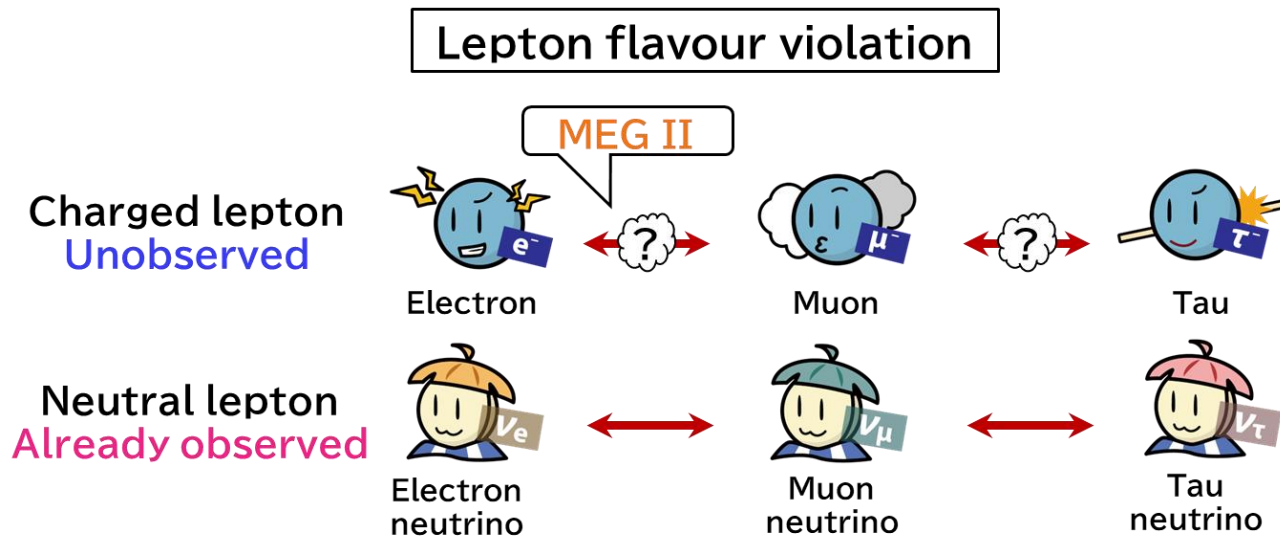 Lepton flavour violation
MEG II
Charged lepton
Unobserved
e⁻
?
μ⁻
?
τ⁻
Electron
Muon
Tau
Neutral lepton
Already observed
νe
νμ
ντ
Electron
neutrino
Muon
neutrino
Tau
neutrino